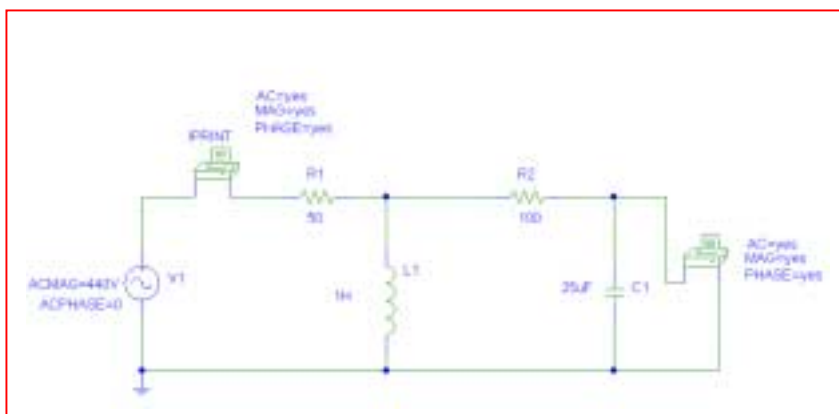 AC=yes
MAG=yes
PHASE=yes
IPRINT
R1
50
R2
100
ACMAG=440V
ACPHASE=0
V1
L1
1H
25uF
C1
AC=yes
MAG=yes
PHASE=yes